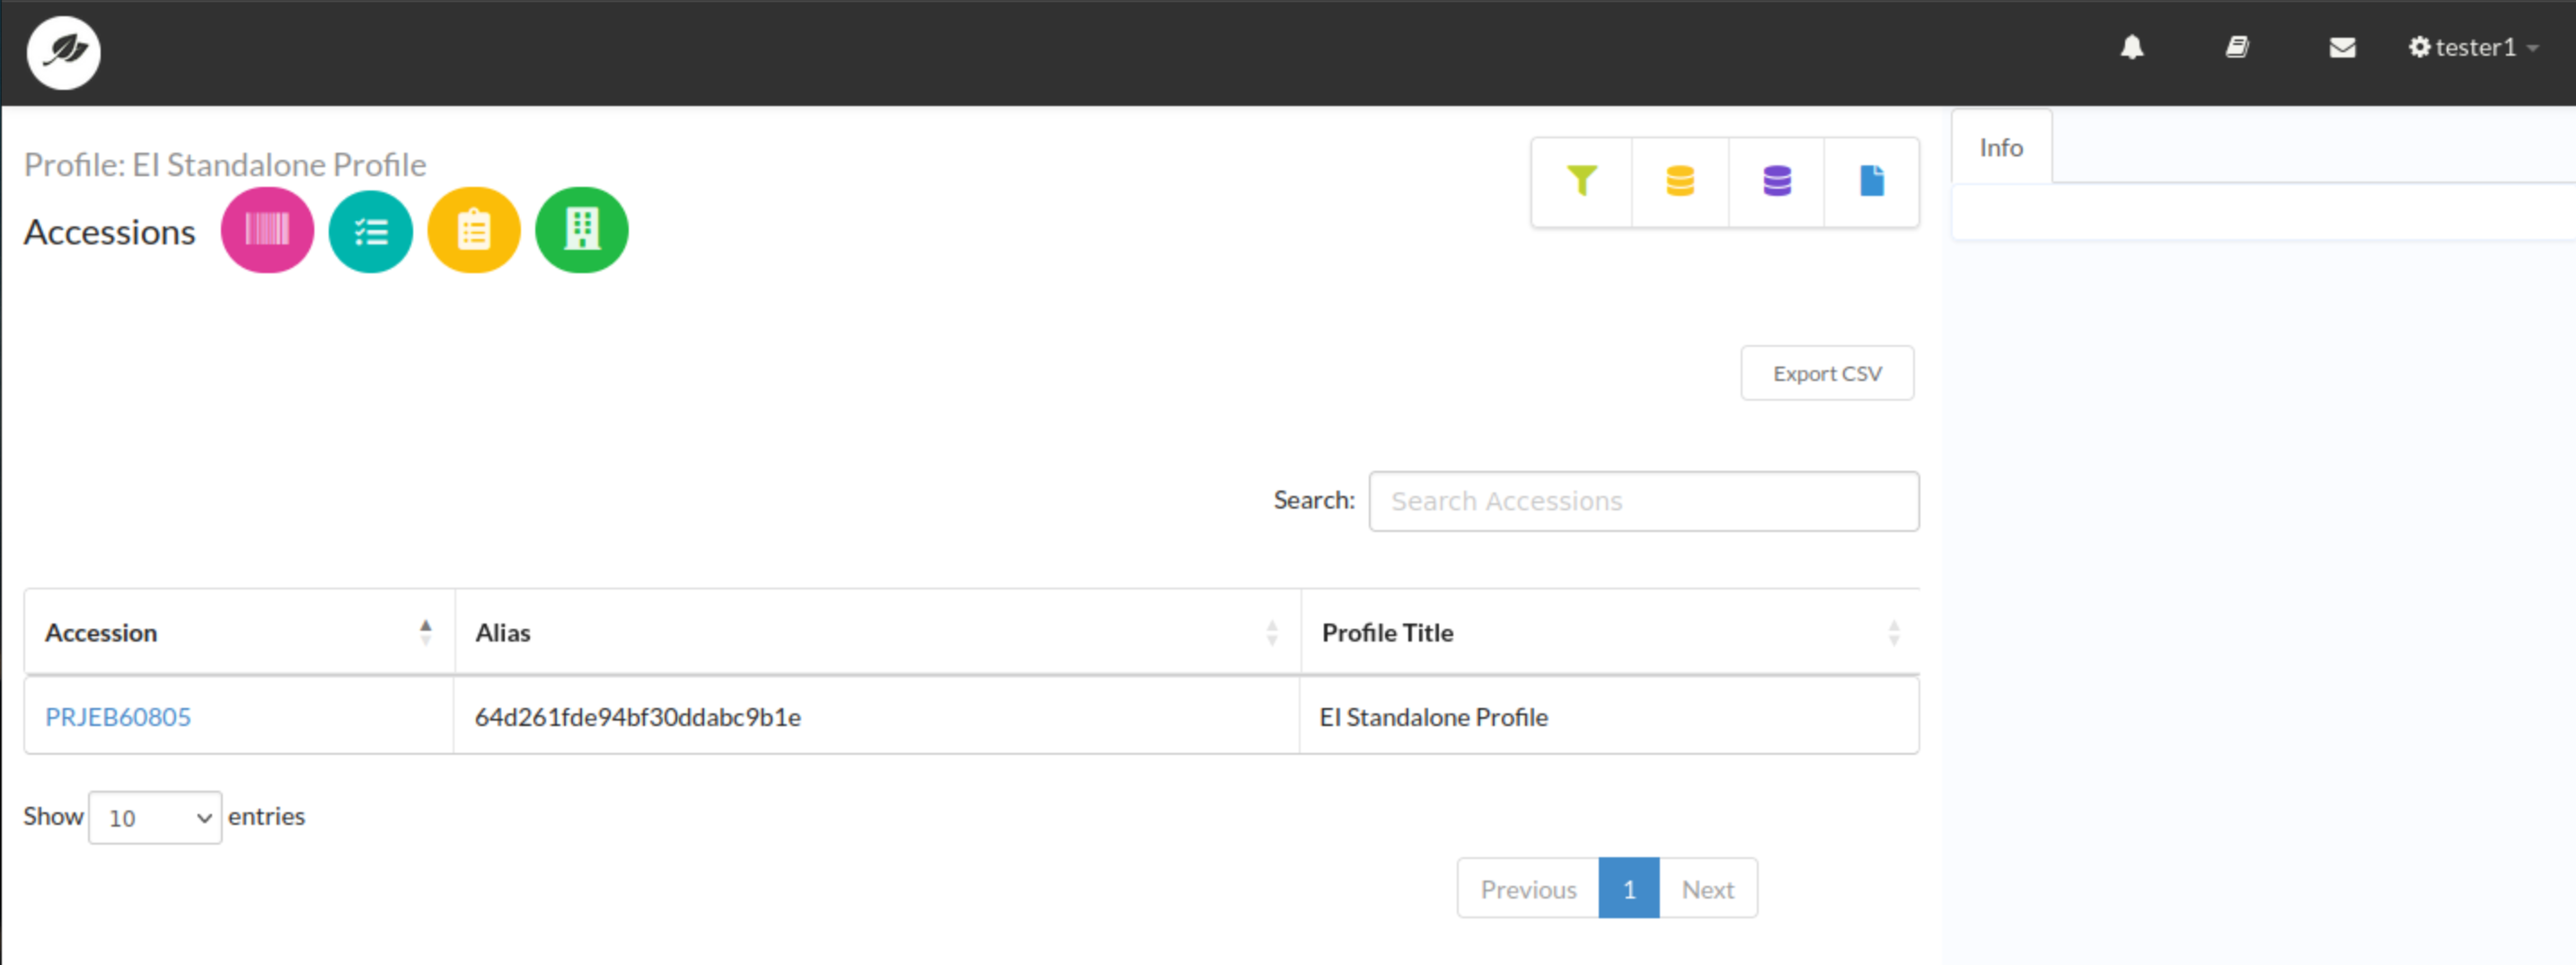 tester1
Profile: EI Standalone Profile
Info
Accessions
Export CSV
Search: Search Accessions
Accession Alias Profile Title
PRJEB60805 64d261fde94bf30ddabc9b1e EI Standalone Profile
Show 10 entries
Previous 1 Next